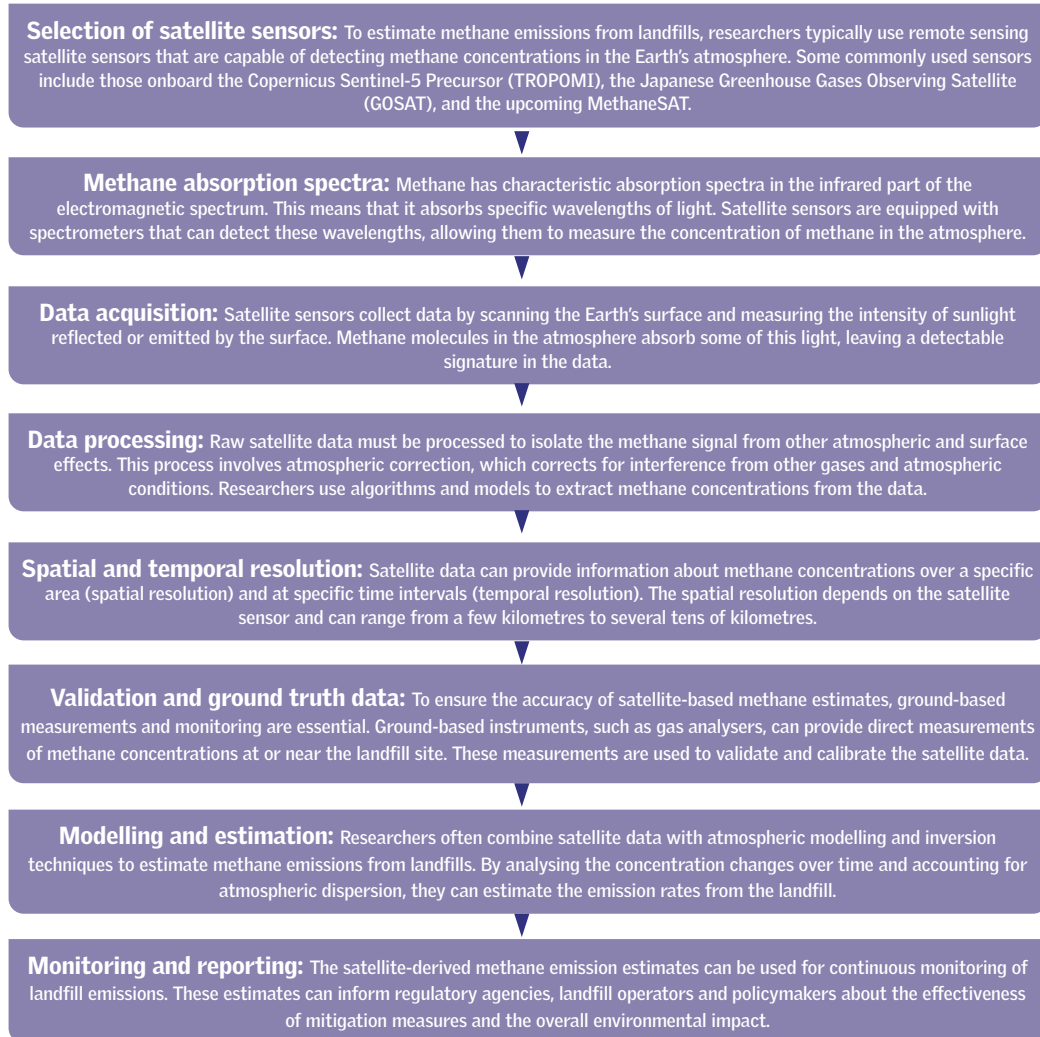 Selection of satellite sensors: To estimate methane emissions from landfills, researchers typically use remote sensing
satellite sensors that are capable of detecting methane concentrations in the Earth's atmosphere. Some commonly used sensors
include those onboard the Copernicus Sentinel-5 Precursor (TROPOMI), the Japanese Greenhouse Gases Observing Satellite
(GOSAT), and the upcoming MethaneSAT.
Methane absorption spectra: Methane has characteristic absorption spectra in the infrared part of the
electromagnetic spectrum. This means that it absorbs specific wavelengths of light. Satellite sensors are equipped with
spectrometers that can detect these wavelengths, allowing them to measure the concentration of methane in the atmosphere.
Data acquisition: Satellite sensors collect data by scanning the Earth's surface and measuring the intensity of sunlight
reflected or emitted by the surface. Methane molecules in the atmosphere absorb some of this light, leaving a detectable
signature in the data.
Data processing: Raw satellite data must be processed to isolate the methane signal from other atmospheric and surface
effects. This process involves atmospheric correction, which corrects for interference from other gases and atmospheric
conditions. Researchers use algorithms and models to extract methane concentrations from the data.
Spatial and temporal resolution: Satellite data can provide information about methane concentrations over a specific
area (spatial resolution) and at specific time intervals (temporal resolution). The spatial resolution depends on the satellite
sensor and can range from a few kilometres to several tens of kilometres.
Validation and ground truth data: To ensure the accuracy of satellite-based methane estimates, ground-based
measurements and monitoring are essential. Ground-based instruments, such as gas analysers, can provide direct measurements
of methane concentrations at or near the landfill site. These measurements are used to validate and calibrate the satellite data.
Modelling and estimation: Researchers often combine satellite data with atmospheric modelling and inversion
techniques to estimate methane emissions from landfills. By analysing the concentration changes over time and accounting for
atmospheric dispersion, they can estimate the emission rates from the landfill.
Monitoring and reporting: The satellite-derived methane emission estimates can be used for continuous monitoring of
landfill emissions. These estimates can inform regulatory agencies, landfill operators and policymakers about the effectiveness
of mitigation measures and the overall environmental impact.